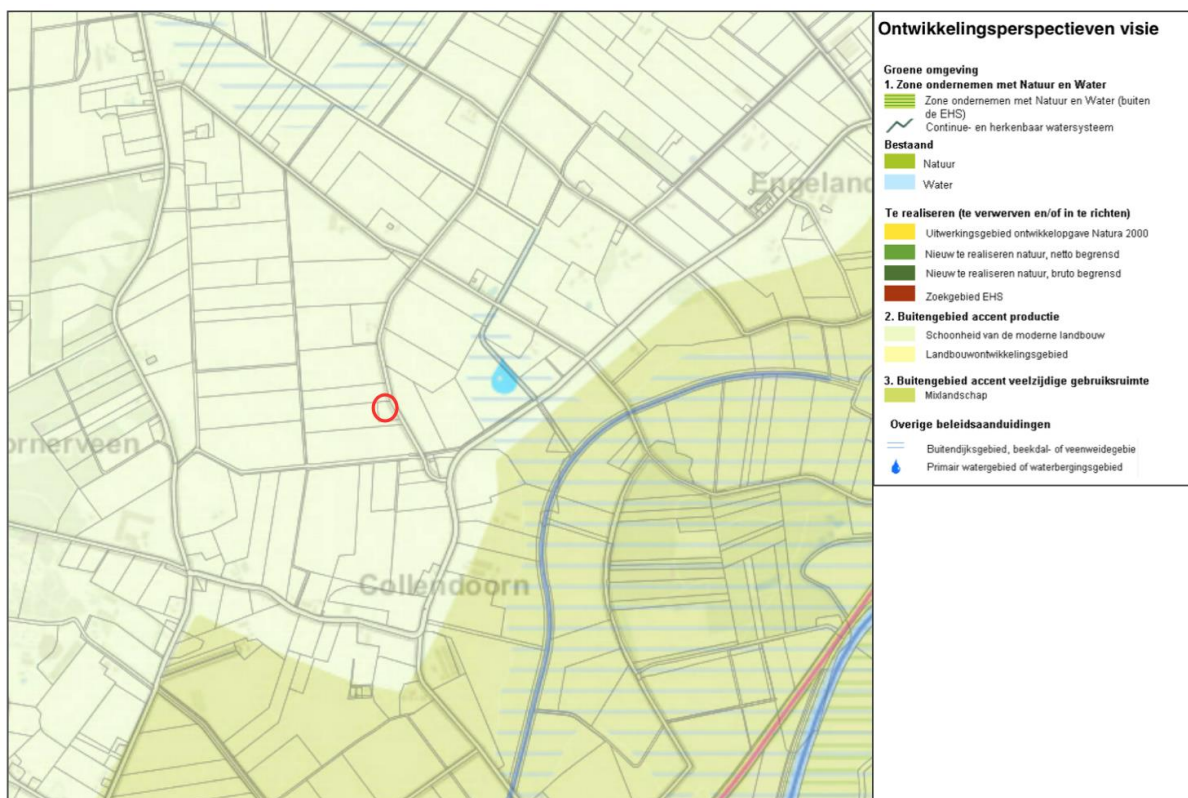 Ontwikkelingsperspectieven visie
Groene omgeving
1. Zone ondernemen met Natuur en Water
Zone ondernemen met Natuur en Water (buiten
de EHS)
Continue- en herkenbaar watersysteem
Bestaand
Natuur
Water
Te realiseren (te verwerven en/of in te richten)
Uitwerkingsgebied ontwikkelopgave Natura 2000
Nieuw te realiseren natuur, netto begrensd
Nieuw te realiseren natuur, bruto begrensd
Zoekgebied EHS
2. Buitengebied accent productie
Schoonheid van de moderne landbouw
Landbouwontwikkelingsgebied
3. Buitengebied accent veelzijdige gebruiksruimte
Mixlandschap
Overige beleidsaanduidingen
Buitendijksgebied, beekdal- of veenweidegebie
Primair watergebied of waterbergingsgebied
Engeland
ornerveen
Collendoorn